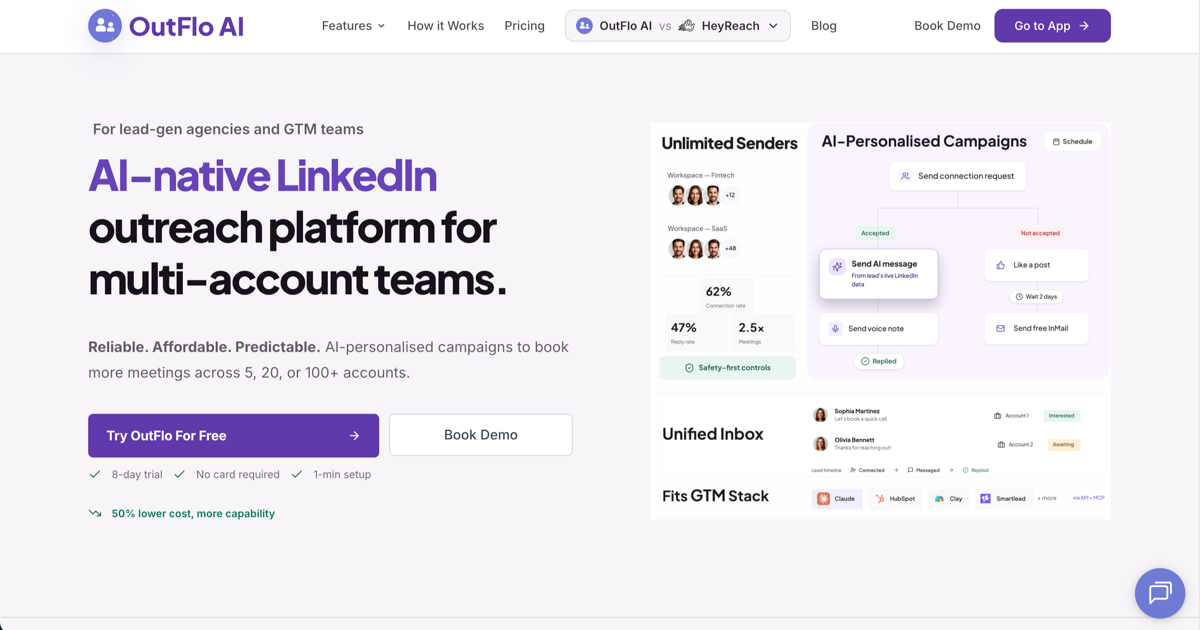 OutFlo AI
Features
How it Works
Pricing
OutFlo AI vs HeyReach
Blog
Book Demo
Go to App
For lead-gen agencies and GTM teams
AI-native LinkedIn
outreach platform for
multi-account teams.
Reliable. Affordable. Predictable. AI-personalised campaigns to book
more meetings across 5, 20, or 100+ accounts.
Try OutFlo For Free
Book Demo
8-day trial
No card required
1-min setup
50% lower cost, more capability
Unlimited Senders
Workspace — Fintech
+12
Workspace — SaaS
+48
62%
Connection rate
47%
Reply rate
2.5x
Meetings
Safety-first controls
AI-Personalised Campaigns
Schedule
Send connection request
Accepted
Not accepted
Send AI message
From lead's live LinkedIn
data
Like a post
Wait 2 days
Send voice note
Send free InMail
Replied
Unified Inbox
Sophia Martinez
Let's book a quick call.
Account 1
Interested
Olivia Bennett
Thanks for reaching out!
Account 2
Awaiting
Lead timeline
Connected
Messaged
Replied
Fits GTM Stack
Claude
HubSpot
Clay
Smartlead
+ more
via API + MCP